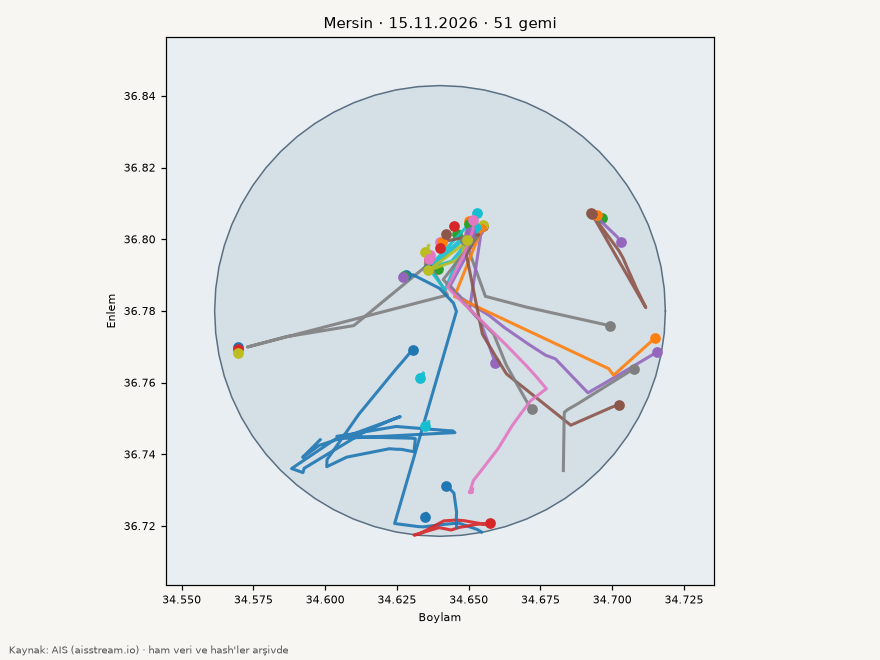 Mersin · 15.11.2026 · 51 gemi
Enlem
36.84
36.82
36.80
36.78
36.76
36.74
36.72
34.550 34.575 34.600 34.625 34.650 34.675 34.700 34.725
Boylam
Kaynak: AIS (aisstream.io) · ham veri ve hash'ler arşivde